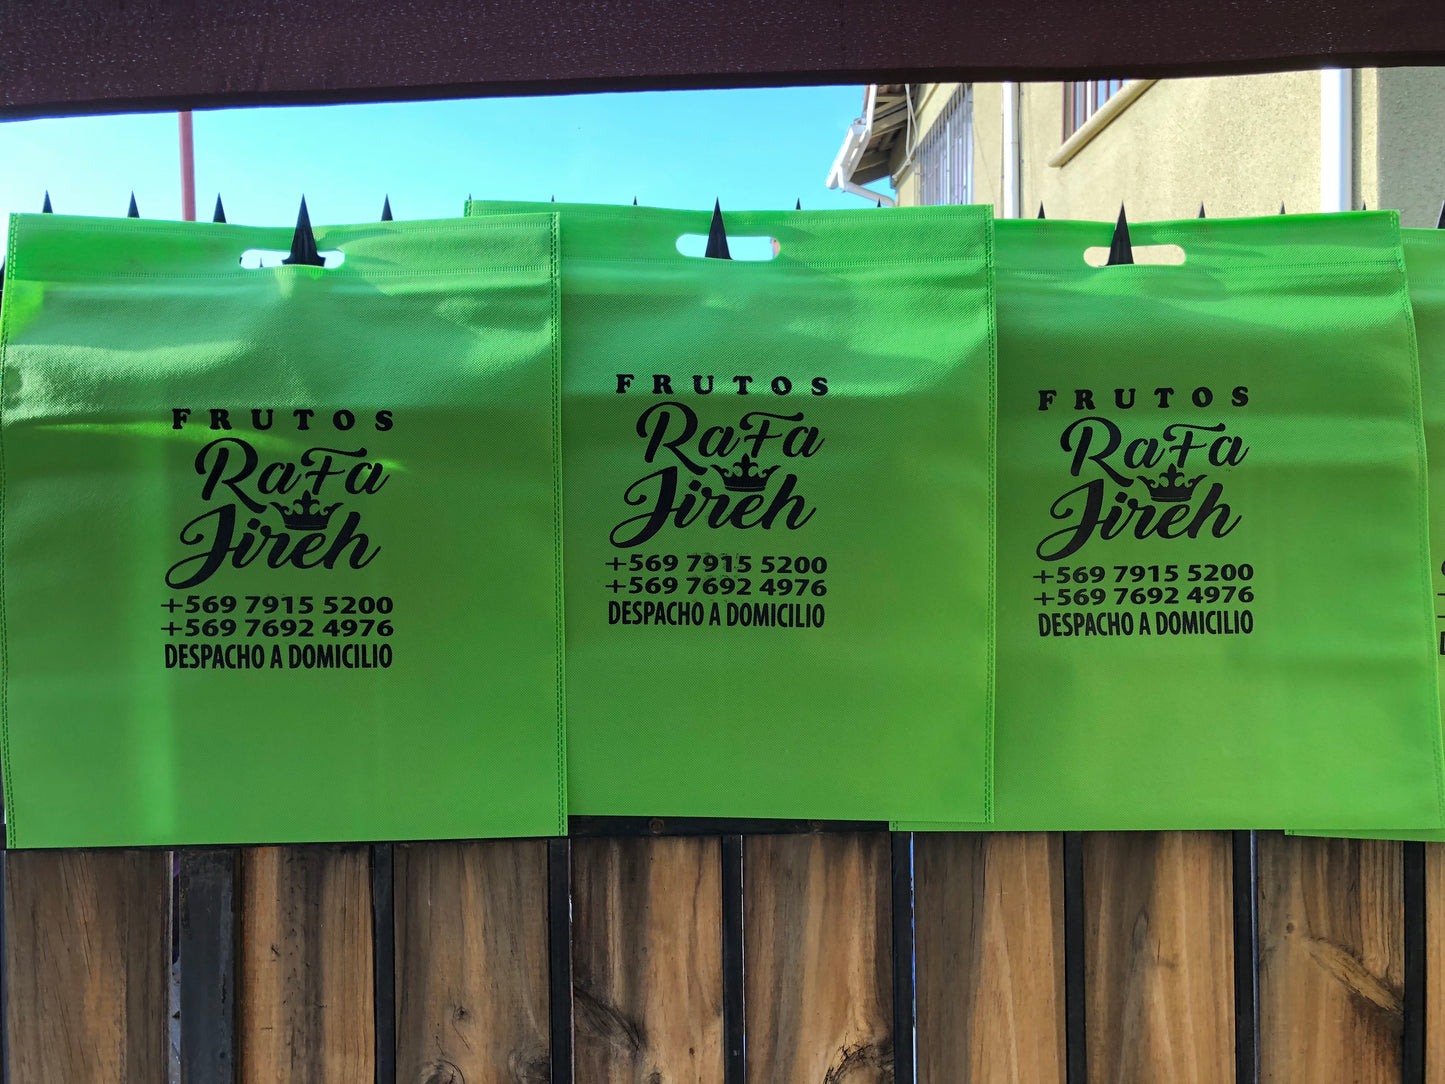 FRUTOS
RaFa
Jireh
+569 7915 5200
+569 7692 4976
DESPACHO A DOMICILIO
FRUTOS
RaFa
Jireh
+569 7915 5200
+569 7692 4976
DESPACHO A DOMICILIO
FRUTOS
RaFa
Jireh
+569 7915 5200
+569 7692 4976
DESPACHO A DOMICILIO